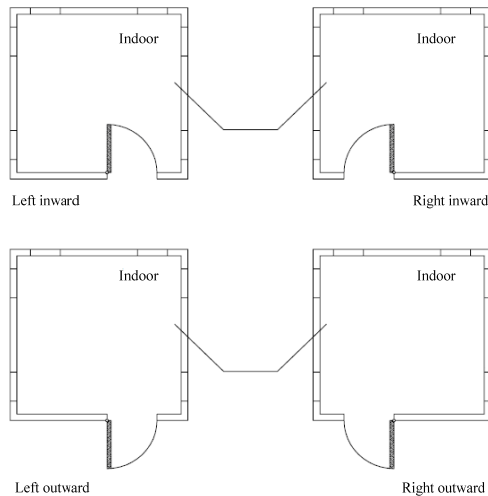 Indoor
Indoor
Left inward
Right inward
Indoor
Indoor
Left outward
Right outward